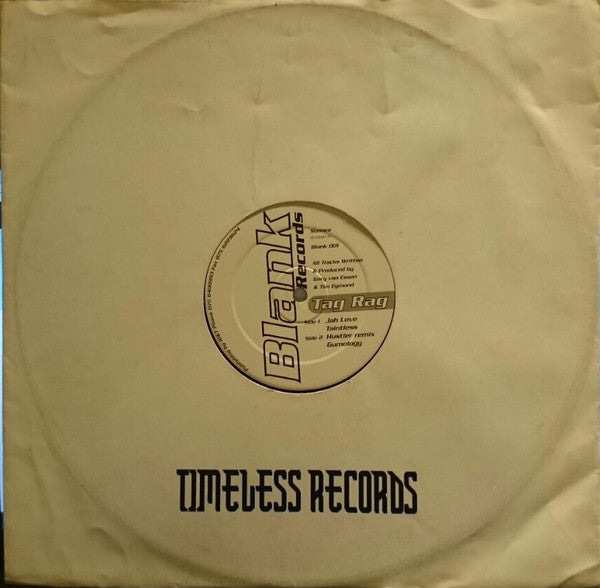 Blank
Records
Stereo
Blank 001
All Tracks Written
& Produced by
Gary van Essen
& Tim Egmond
Tag Rag
Side 1 Jah Love
Taintless
Side 2 Hustler remix
Gumology
TIMELESS RECORDS